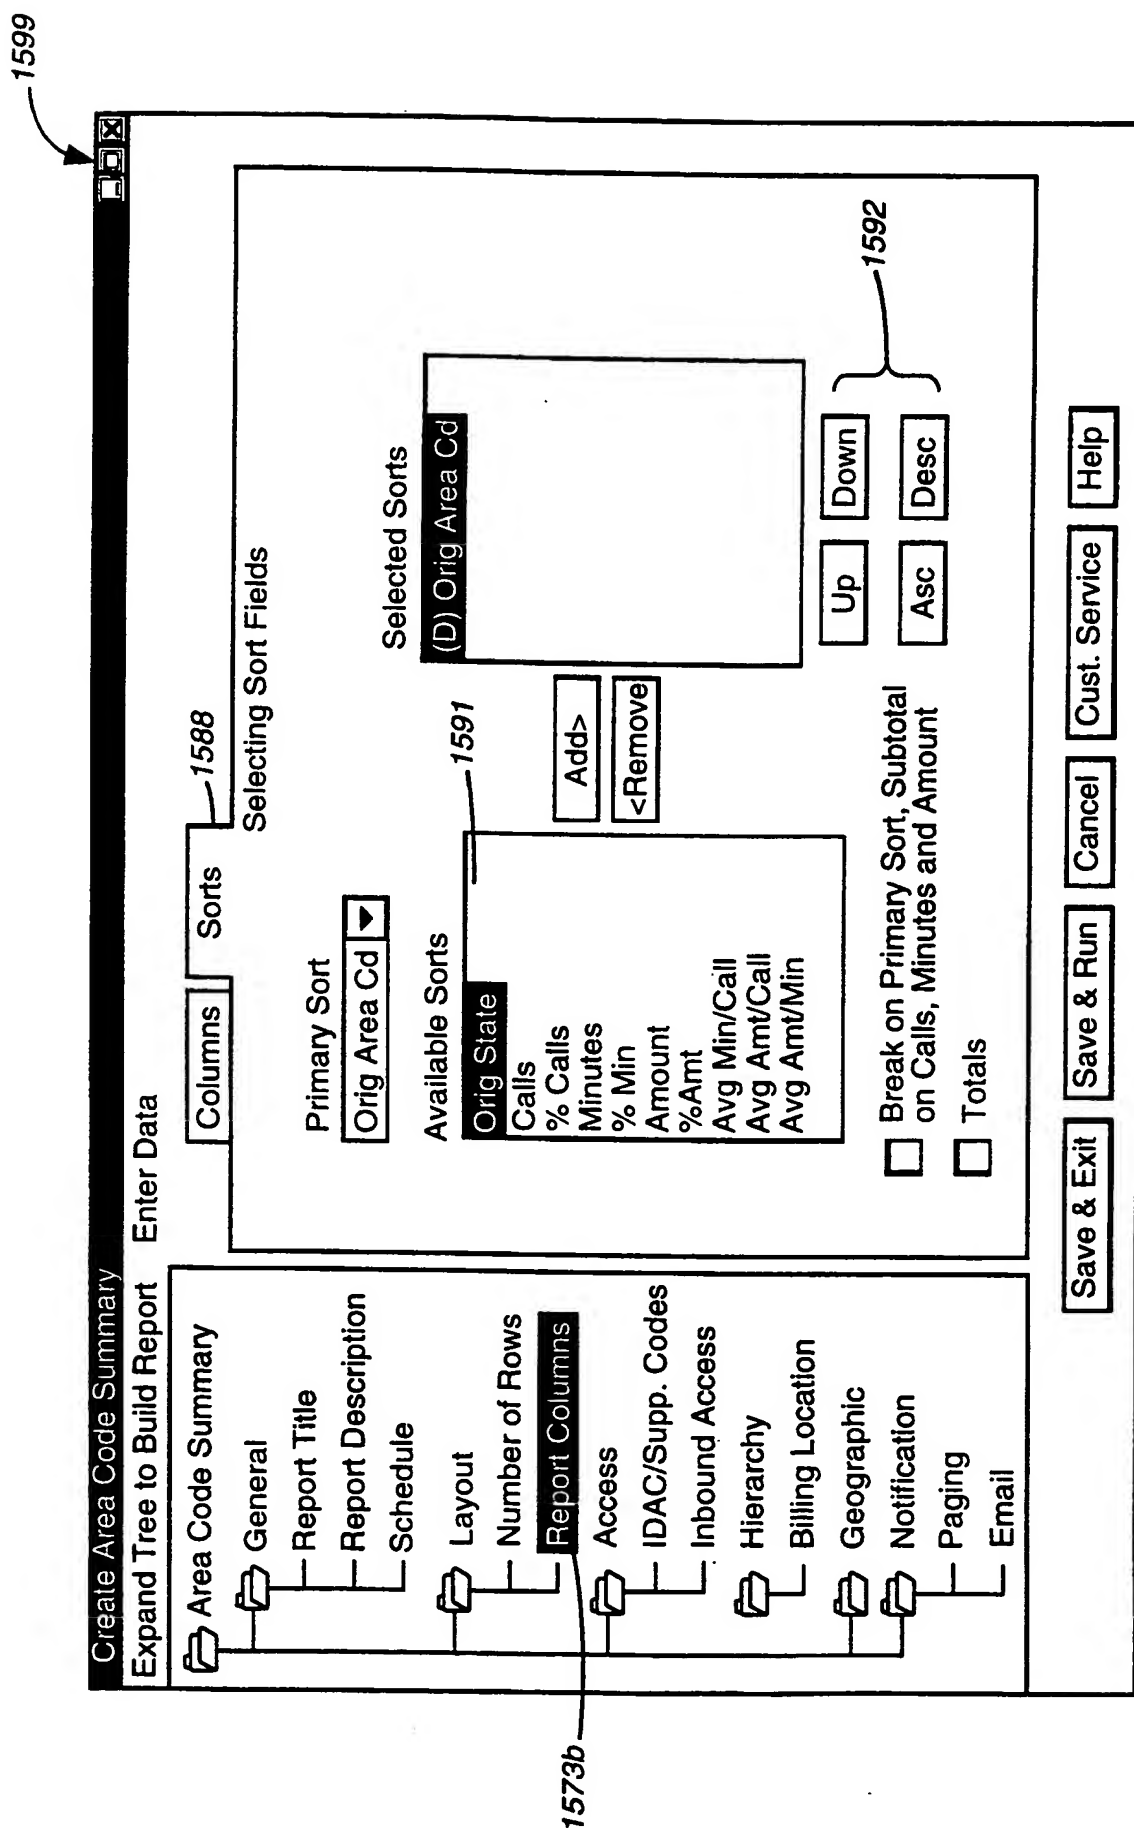 1599
Create Area Code Summary
Expand Tree to Build Report
Enter Data
Area Code Summary
General
Report Title
Report Description
Schedule
Layout
Number of Rows
Report Columns
Access
IDAC/Supp. Codes
Inbound Access
Hierarchy
Billing Location
Geographic
Notification
Paging
Email
1573b
Columns
Sorts
1588
Selecting Sort Fields
Primary Sort
Orig Area Cd
Available Sorts
1591
Orig State
Calls
% Calls
Minutes
% Min
Amount
%Amt
Avg Min/Call
Avg Amt/Call
Avg Amt/Min
Add>
<Remove
Selected Sorts
(D) Orig Area Cd
Up
Down
Asc
Desc
1592
Break on Primary Sort, Subtotal
on Calls, Minutes and Amount
Totals
Save & Exit
Save & Run
Cancel
Cust. Service
Help